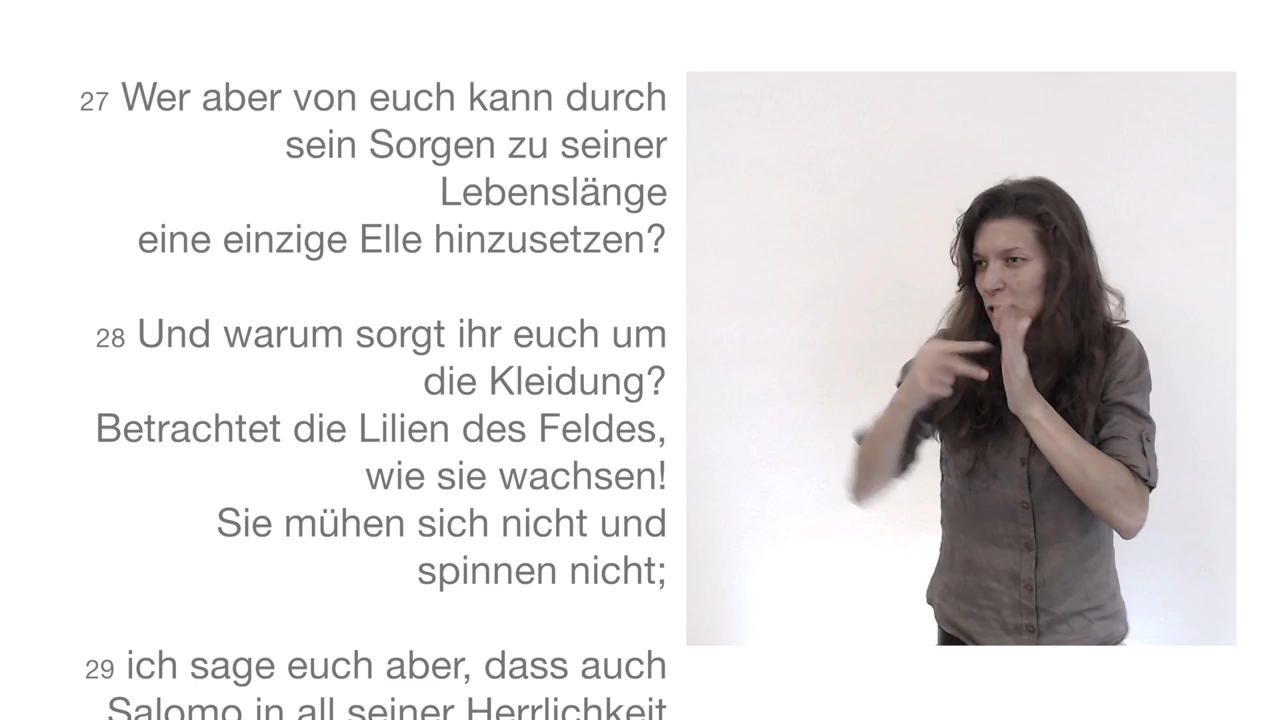 27 Wer aber von euch kann durch
sein Sorgen zu seiner
Lebenslänge
eine einzige Elle hinzusetzen?
28 Und warum sorgt ihr euch um
die Kleidung?
Betrachtet die Lilien des Feldes,
wie sie wachsen!
Sie mühen sich nicht und
spinnen nicht;
29 ich sage euch aber, dass auch
Salomo in all seiner Herrlichkeit